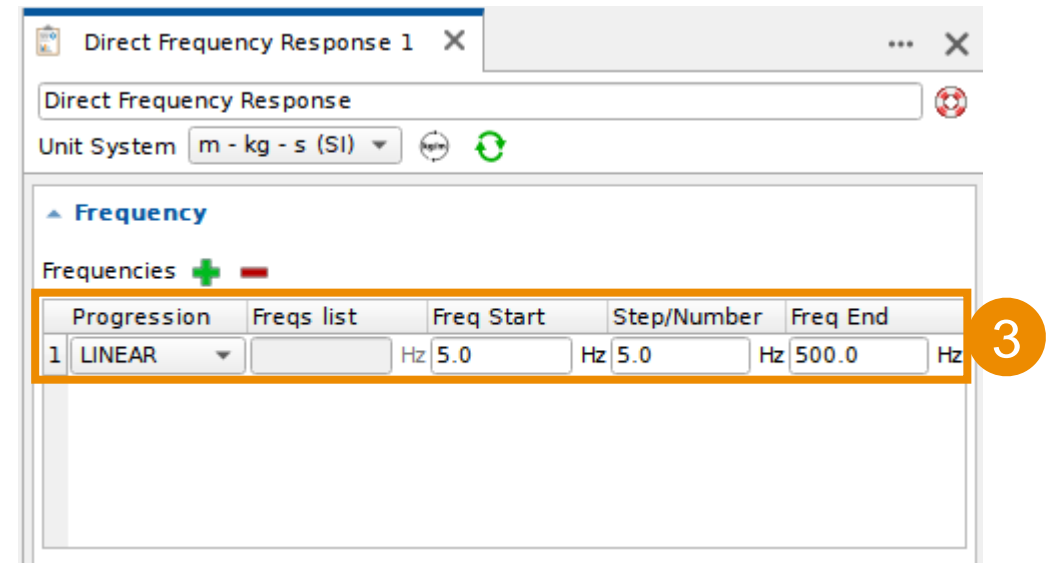 Direct Frequency Response 1
Direct Frequency Response
Unit System m - kg - s (SI) kg/m
Frequency
Frequencies
Progression Freqs list Freq Start Step/Number Freq End
1 LINEAR Hz 5.0 Hz 5.0 Hz 500.0 Hz
3